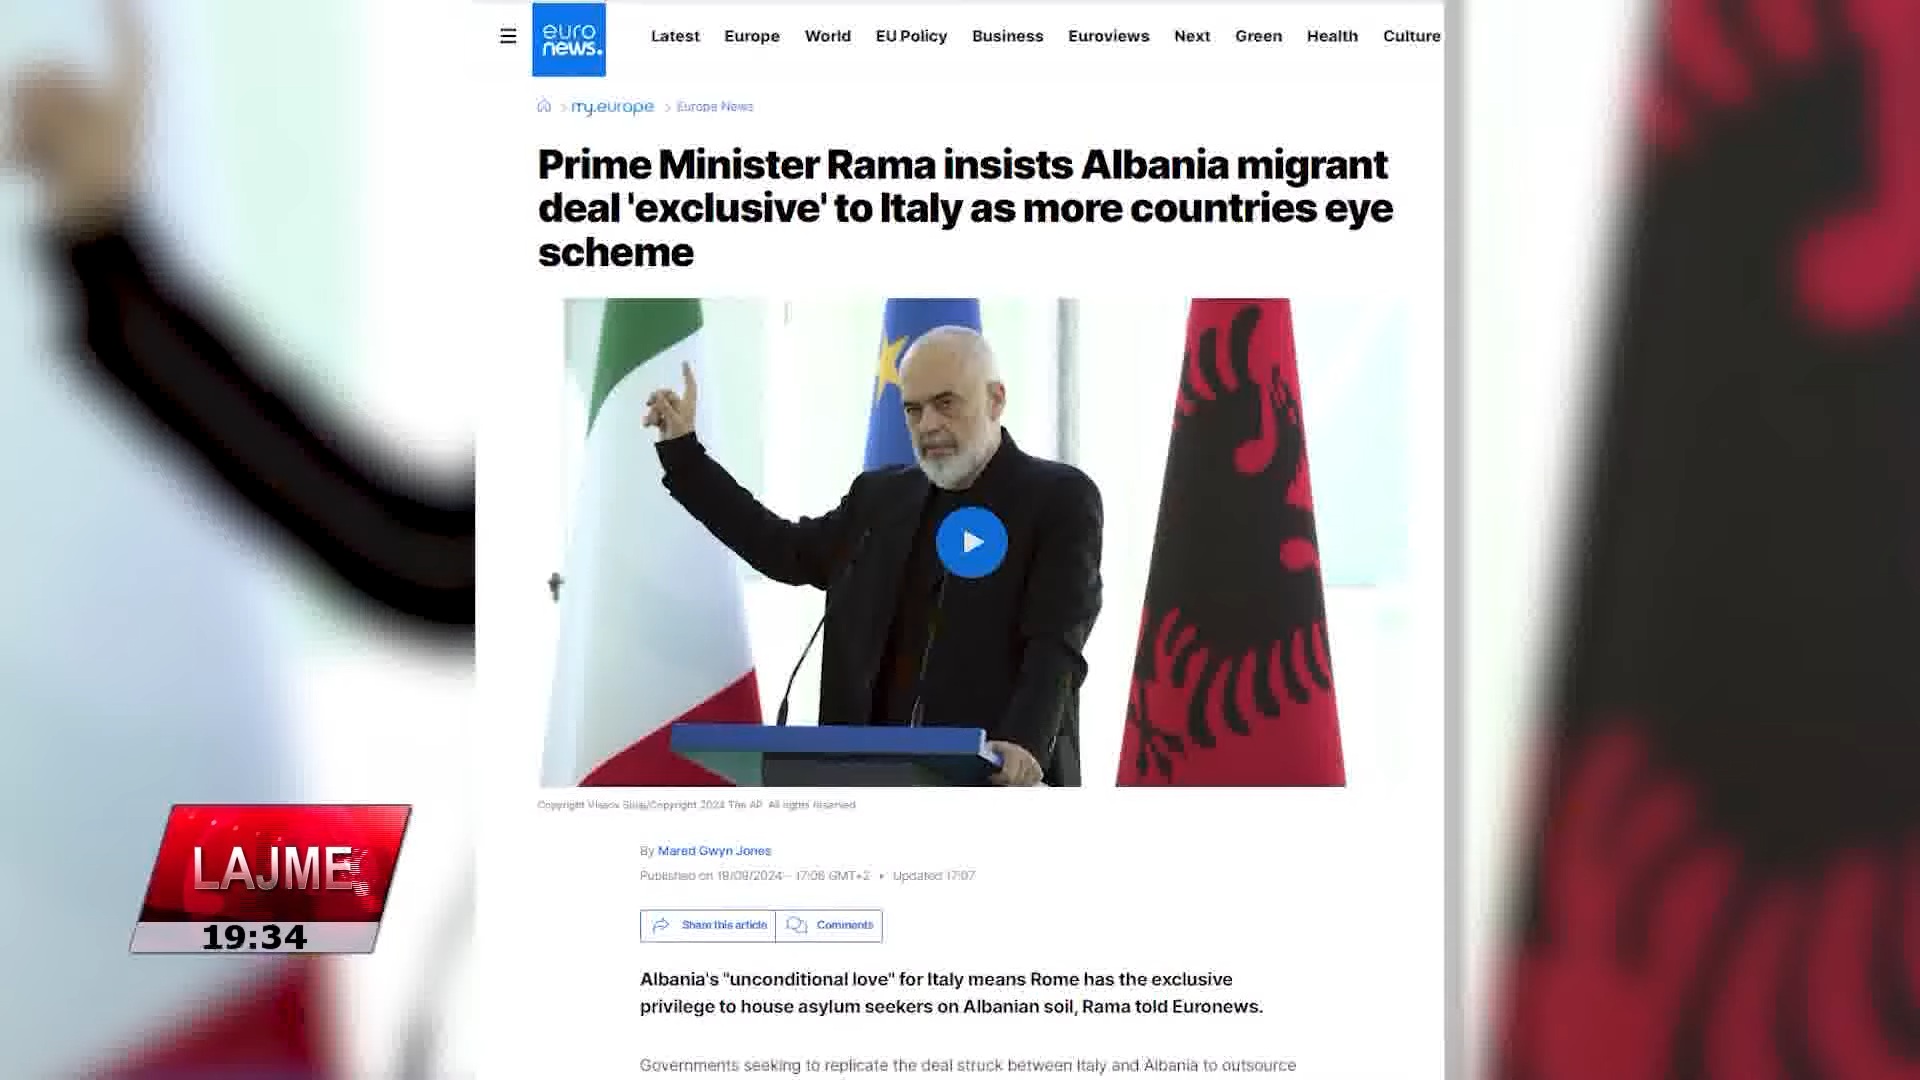 euro
news.
Latest Europe World EU Policy Business Euroviews Next Green Health Culture
my.europe > Europe News
Prime Minister Rama insists Albania migrant
deal 'exclusive' to Italy as more countries eye
scheme
Copyright 2024 The AP. All rights reserved
By Mared Gwyn Jones
Published on 19/09/2024 - 17:06 GMT+2 • Updated 17:07
Share this article Comments
Albania's "unconditional love" for Italy means Rome has the exclusive
privilege to house asylum seekers on Albanian soil, Rama told Euronews.
Governments seeking to replicate the deal struck between Italy and Albania to outsource
LAJME
19:34